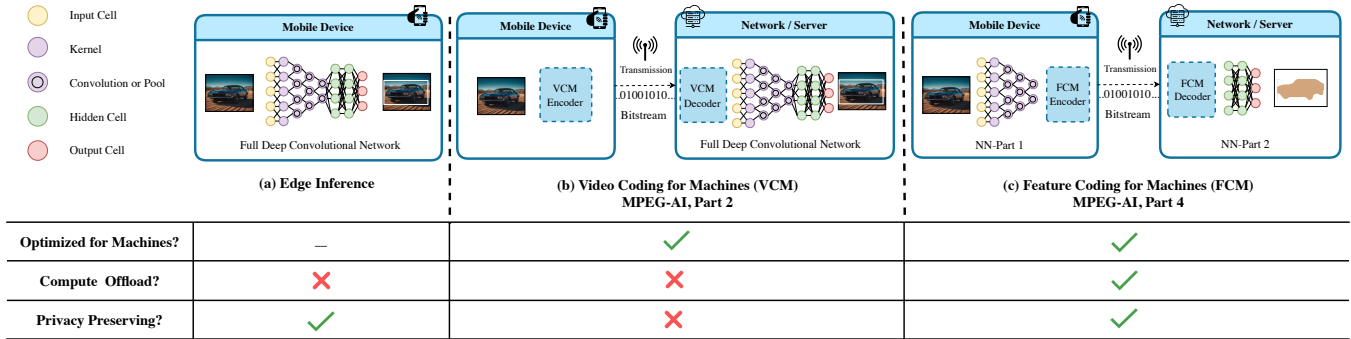 Input Cell
Kernel
Convolution or Pool
Hidden Cell
Output Cell
Mobile Device
Full Deep Convolutional Network
(a) Edge Inference
Mobile Device
VCM
Encoder
Transmission
..01001010..
Bitstream
Network / Server
VCM
Decoder
Full Deep Convolutional Network
(b) Video Coding for Machines (VCM)
MPEG-AI, Part 2
Mobile Device
FCM
Encoder
NN-Part 1
Transmission
..01001010...
Bitstream
Network / Server
FCM
Decoder
NN-Part 2
(c) Feature Coding for Machines (FCM)
MPEG-AI, Part 4
Optimized for Machines? —
Compute Offload?
Privacy Preserving?